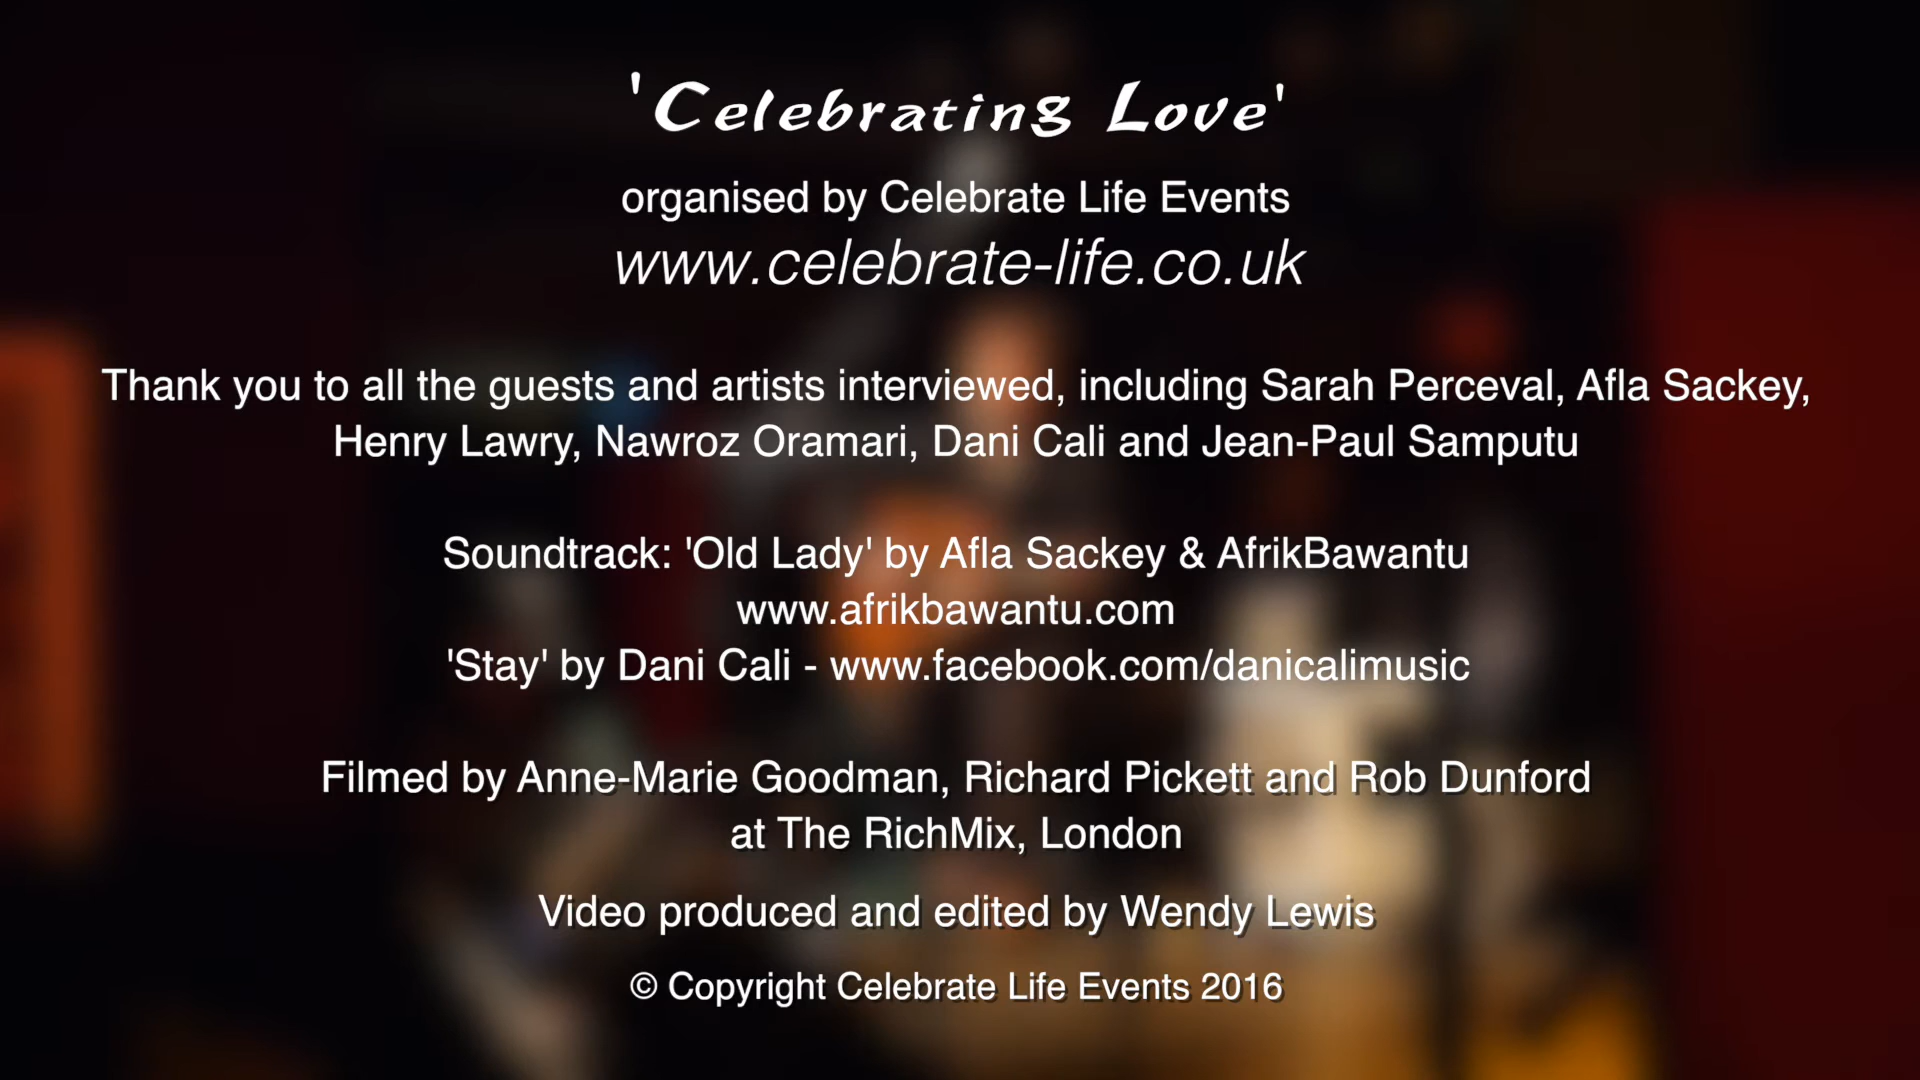 'Celebrating Love'
organised by Celebrate Life Events
www.celebrate-life.co.uk
Thank you to all the guests and artists interviewed, including Sarah Perceval, Afla Sackey,
Henry Lawry, Nawroz Oramari, Dani Cali and Jean-Paul Samputu
Soundtrack: 'Old Lady' by Afla Sackey & AfrikBawantu
www.afrikbawantu.com
'Stay' by Dani Cali - www.facebook.com/danicalimusic
Filmed by Anne-Marie Goodman, Richard Pickett and Rob Dunford
at The RichMix, London
Video produced and edited by Wendy Lewis
© Copyright Celebrate Life Events 2016